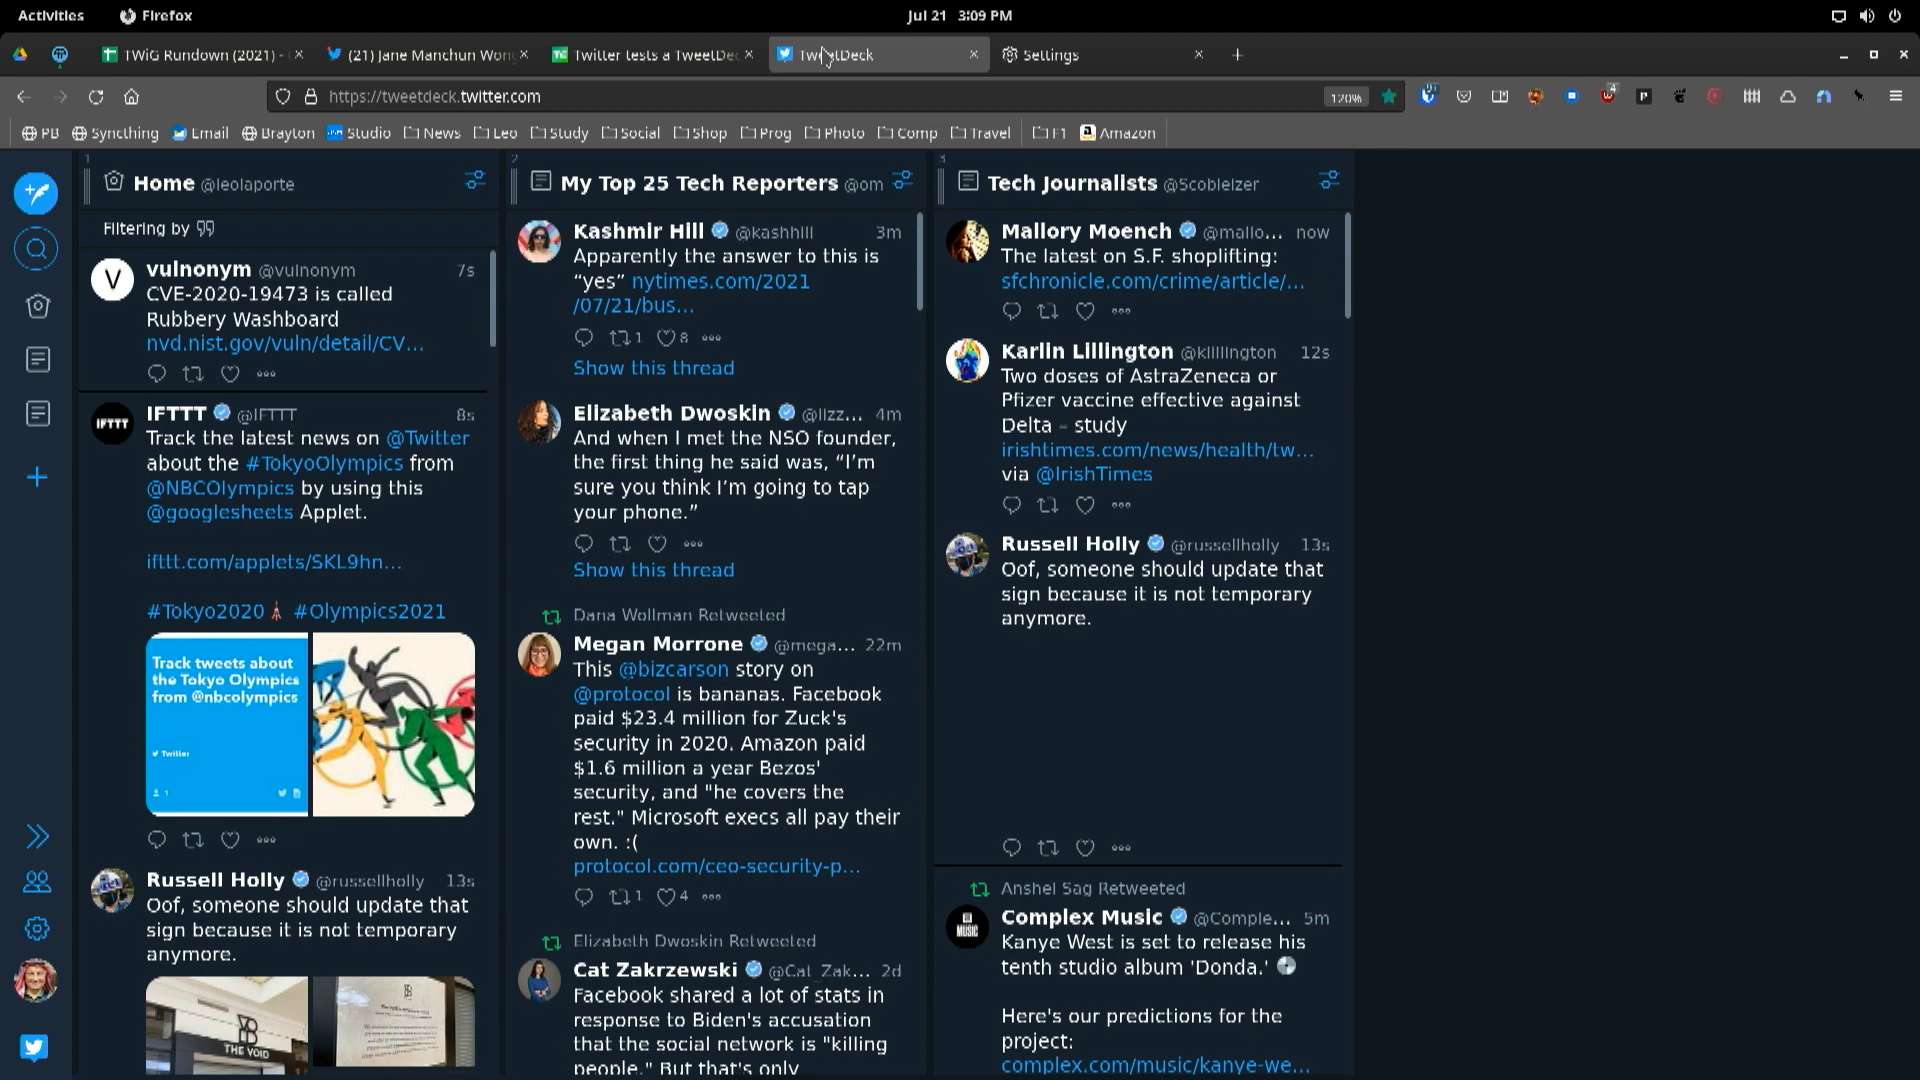 Activities
Firefox
Jul 21 3:09 PM
TWiG Rundown (2021) -
(21) Jane Manchun Won
Twitter tests a TweetDec
TweetDeck
Settings
https://tweetdeck.twitter.com
120%
PB
Syncthing
Email
Brayton
Studio
News
Leo
Study
Social
Shop
Prog
Photo
Comp
Travel
F1
Amazon
1
Home @leolaporte
Filtering by
V
vulnonym @vulnonym 7s
CVE-2020-19473 is called
Rubbery Washboard
nvd.nist.gov/vuln/detail/CV...
IFTTT
IFTTT @IFTTT 8s
Track the latest news on @Twitter
about the #TokyoOlympics from
@NBCOlympics by using this
@googlesheets Applet.
ifttt.com/applets/SKL9hn...
#Tokyo2020 #Olympics2021
Track tweets about
the Tokyo Olympics
from @nbcolympics
Twitter
1
Russell Holly @russellholly 13s
Oof, someone should update that
sign because it is not temporary
anymore.
THE VOID
2
My Top 25 Tech Reporters @om
Kashmir Hill @kashhill 3m
Apparently the answer to this is
“yes” nytimes.com/2021
/07/21/bus...
1 8
Show this thread
Elizabeth Dwoskin @lizz... 4m
And when I met the NSO founder,
the first thing he said was, “I’m
sure you think I’m going to tap
your phone.”
Show this thread
Dana Wollman Retweeted
Megan Morrone @mega... 22m
This @bizcarson story on
@protocol is bananas. Facebook
paid $23.4 million for Zuck's
security in 2020. Amazon paid
$1.6 million a year Bezos'
security, and "he covers the
rest." Microsoft execs all pay their
own. :(
protocol.com/ceo-security-p...
1 4
Elizabeth Dwoskin Retweeted
Cat Zakrzewski @Cat_Zak... 2d
Facebook shared a lot of stats in
response to Biden's accusation
that the social network is "killing
people." But that's only
3
Tech Journalists @Scobleizer
Mallory Moench @mallo... now
The latest on S.F. shoplifting:
sfchronicle.com/crime/article/...
Karlin Lillington @klillington 12s
Two doses of AstraZeneca or
Pfizer vaccine effective against
Delta – study
irishtimes.com/news/health/tw...
via @IrishTimes
Russell Holly @russellholly 13s
Oof, someone should update that
sign because it is not temporary
anymore.
Anshel Sag Retweeted
MUSIC
Complex Music @Comple... 5m
Kanye West is set to release his
tenth studio album 'Donda.'
Here's our predictions for the
project:
complex.com/music/kanye-we...